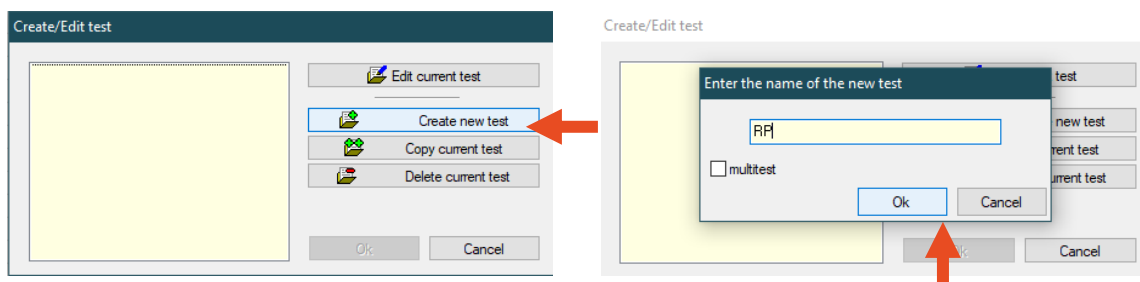 Create/Edit test
Edit current test
Create new test
Copy current test
Delete current test
Ok
Cancel
Create/Edit test
Enter the name of the new test
test
RP
new test
rrent test
multitest
urrent test
Ok
Cancel
Cancel